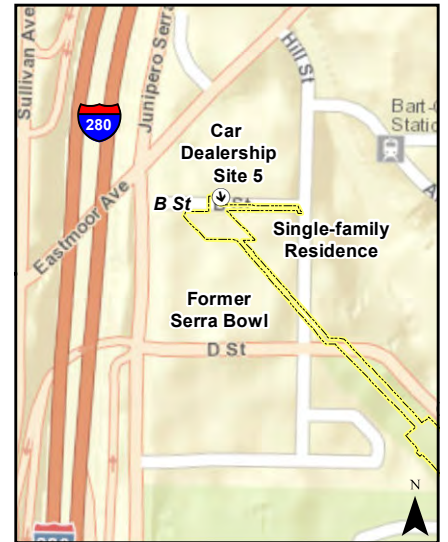 Sullivan Ave
Junipero Serra
Hill St
280
Bart-
Static
Car
Dealership
Site 5
B St
Eastmoor Ave
Single-family
Residence
Former
Serra Bowl
D St
N